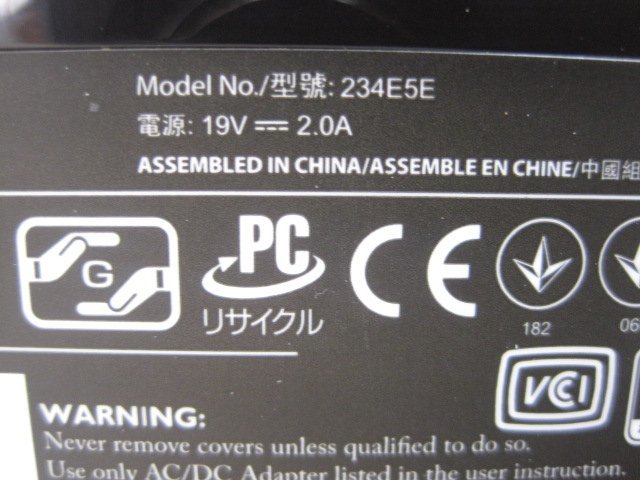 Model No./型號: 234E5E
電源: 19V ⎓ 2.0A
ASSEMBLED IN CHINA/ASSEMBLE EN CHINE/中國組
G
PC
リサイクル
CE
182
06
VCCI
WARNING:
Never remove covers unless qualified to do so.
Use only AC/DC Adapter listed in the user instruction.